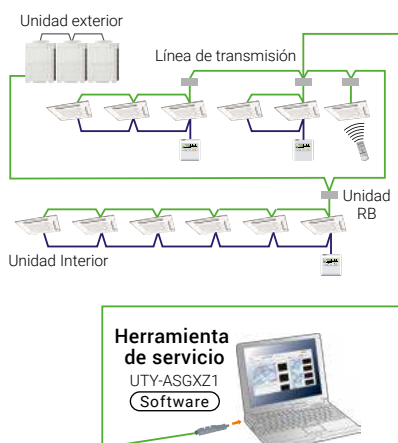 Unidad exterior
Línea de transmisión
Unidad
RB
Unidad Interior
Herramienta
de servicio
UTY-ASGXZ1
Software